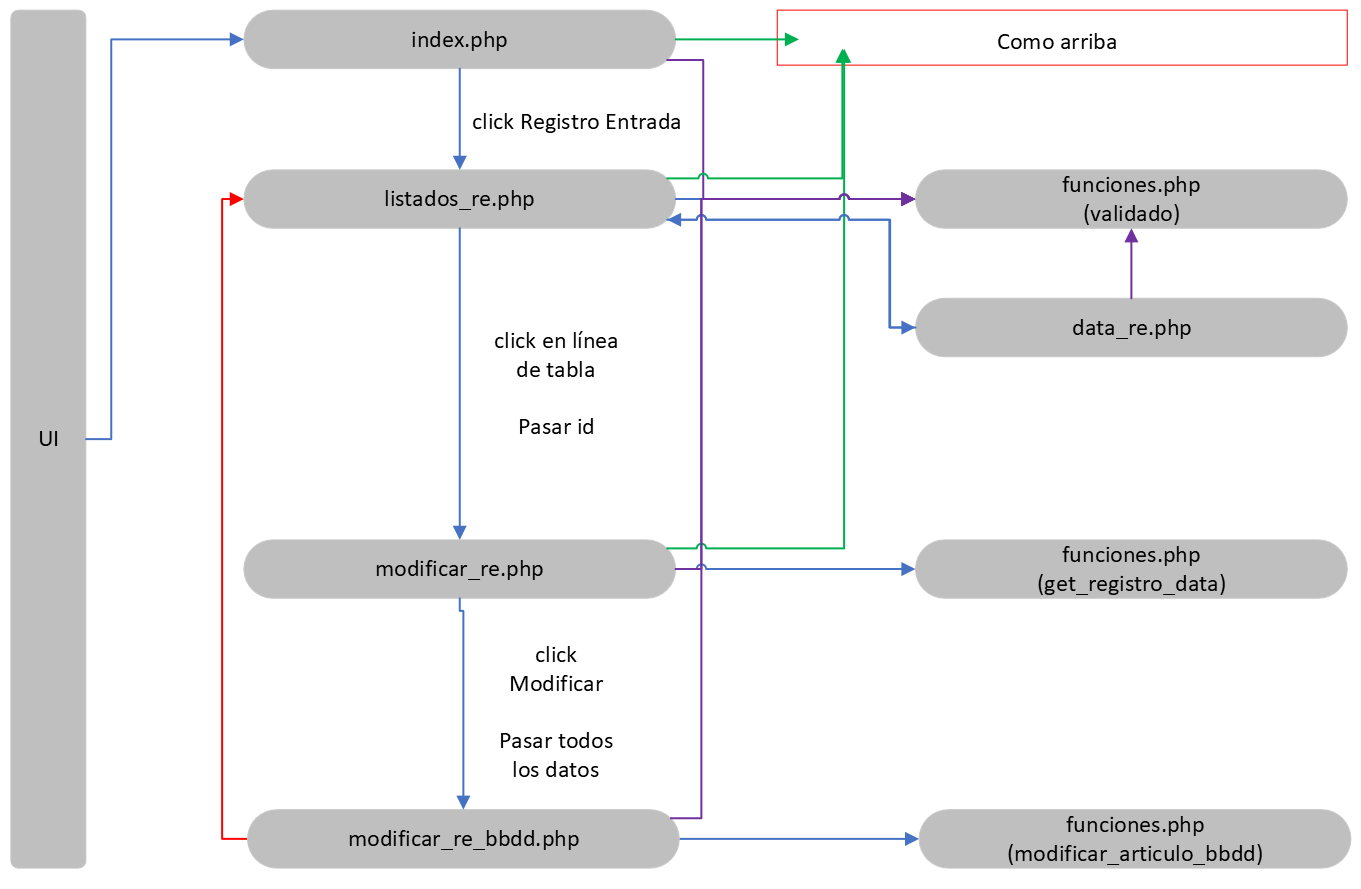 index.php
Como arriba
click Registro Entrada
listados_re.php
funciones.php
(validado)
data_re.php
click en línea
de tabla
Pasar id
UI
modificar_re.php
funciones.php
(get_registro_data)
click
Modificar
Pasar todos
los datos
modificar_re_bbdd.php
funciones.php
(modificar_articulo_bbdd)